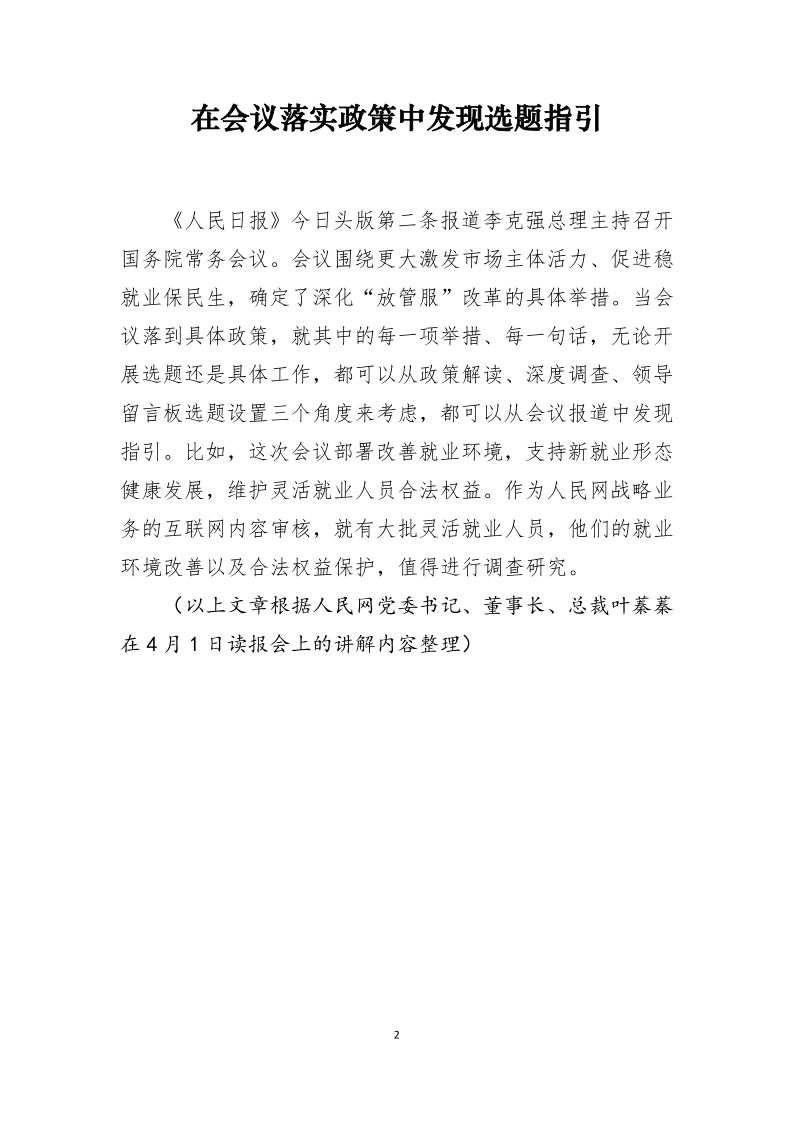 在会议落实政策中发现选题指引
《人民日报》今日头版第二条报道李克强总理主持召开
国务院常务会议。会议围绕更大激发市场主体活力、促进稳
就业保民生，确定了深化“放管服”改革的具体举措。当会
议落到具体政策，就其中的每一项举措、每一句话，无论开
展选题还是具体工作，都可以从政策解读、深度调查、领导
留言板选题设置三个角度来考虑，都可以从会议报道中发现
指引。比如，这次会议部署改善就业环境，支持新就业形态
健康发展，维护灵活就业人员合法权益。作为人民网战略业
务的互联网内容审核，就有大批灵活就业人员，他们的就业
环境改善以及合法权益保护，值得进行调查研究。
（以上文章根据人民网党委书记、董事长、总裁叶蓁蓁
在4月1日读报会上的讲解内容整理）
2